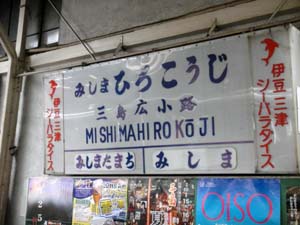 みしまひろこうじ
三島広小路
MISHIMAHIROKŌJI
みしまたまち
みしま
伊豆三津
シーパラダイス
伊豆三津
シーパラダイス
OISO